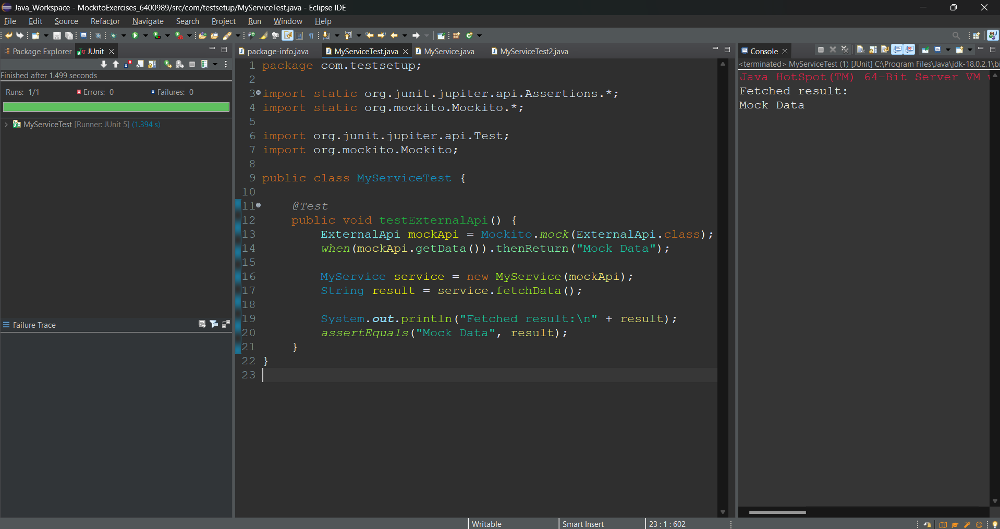 Java_Workspace - MockitoExercises_6400989/src/com/testsetup/MyServiceTest.java - Eclipse IDE
File Edit Source Refactor Navigate Search Project Run Window Help
Package Explorer JUnit
Finished after 1.499 seconds
Runs: 1/1 Errors: 0 Failures: 0
MyServiceTest [Runner: JUnit 5] (1.394 s)
Failure Trace
package-info.java MyServiceTest.java MyService.java MyServiceTest2.java
1 package com.testsetup;
2
3 import static org.junit.jupiter.api.Assertions.*;
4 import static org.mockito.Mockito.*;
5
6 import org.junit.jupiter.api.Test;
7 import org.mockito.Mockito;
8
9 public class MyServiceTest {
10
11 @Test
12 public void testExternalApi() {
13 ExternalApi mockApi = Mockito.mock(ExternalApi.class);
14 when(mockApi.getData()).thenReturn("Mock Data");
15
16 MyService service = new MyService(mockApi);
17 String result = service.fetchData();
18
19 System.out.println("Fetched result:\n" + result);
20 assertEquals("Mock Data", result);
21 }
22 }
23
Console
<terminated> MyServiceTest (1) [JUnit] C:\Program Files\Java\jdk-18.0.2.1\bi
Java HotSpot(TM) 64-Bit Server VM
Fetched result:
Mock Data
Writable Smart Insert 23 : 1 : 602